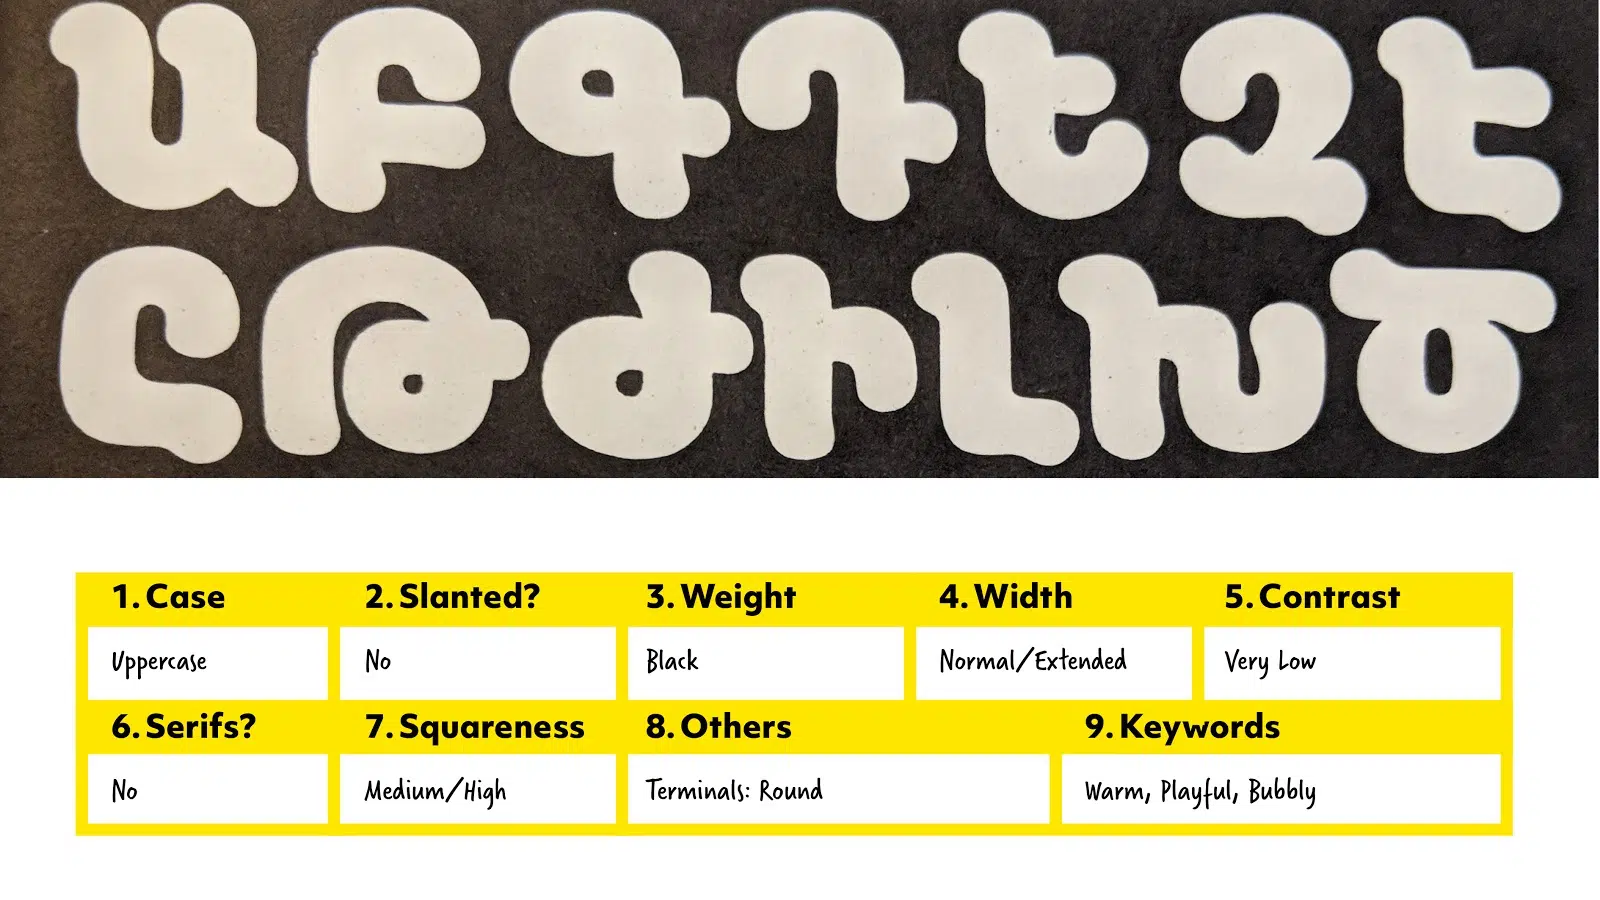 ԱԲԳԴԵԶԷ
ԸԹԺԻԼԽԾ
1. Case 2. Slanted? 3. Weight 4. Width 5. Contrast
Uppercase No Black Normal/Extended Very Low
6. Serifs? 7. Squareness 8. Others 9. Keywords
No Medium/High Terminals: Round Warm, Playful, Bubbly